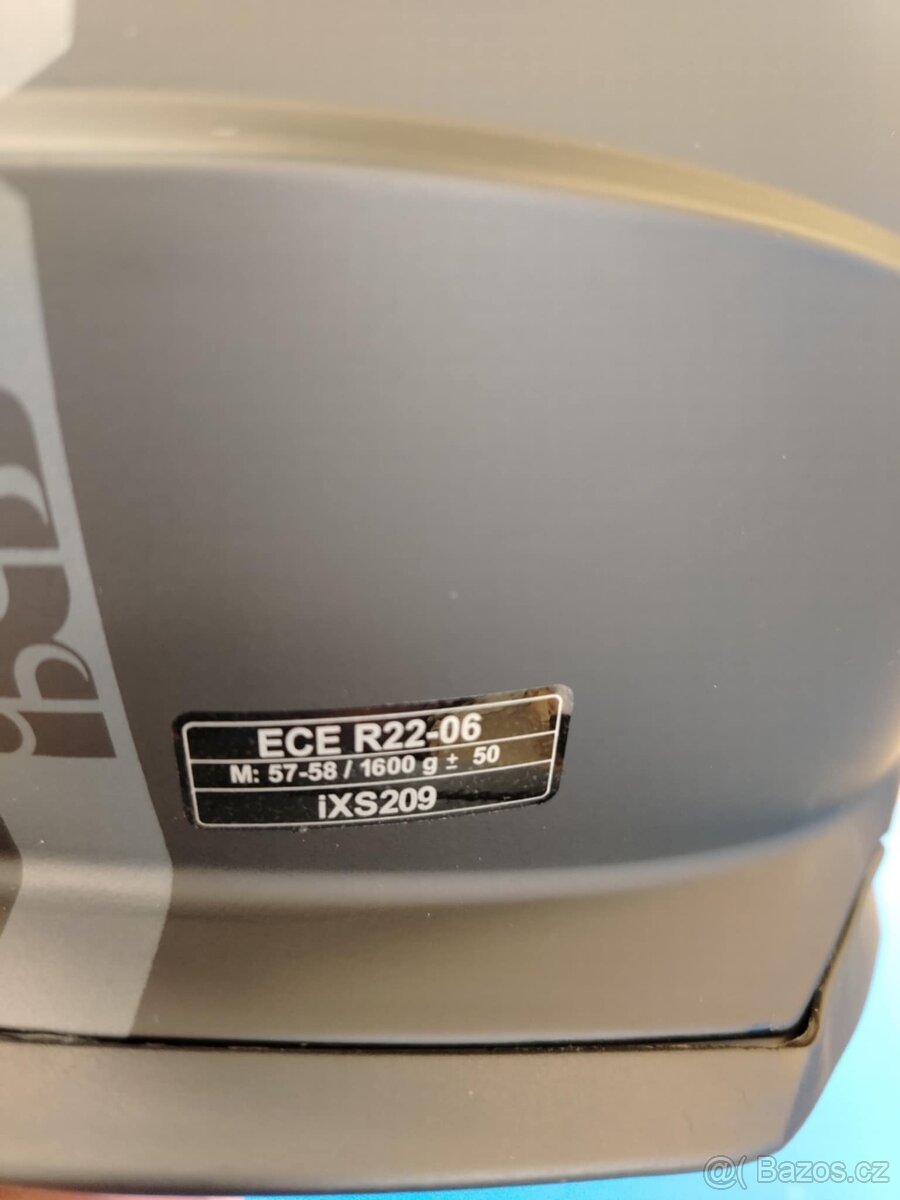 ECE R22-06
M: 57-58 / 1600 g ± 50
iXS209
@( Bazos.cz